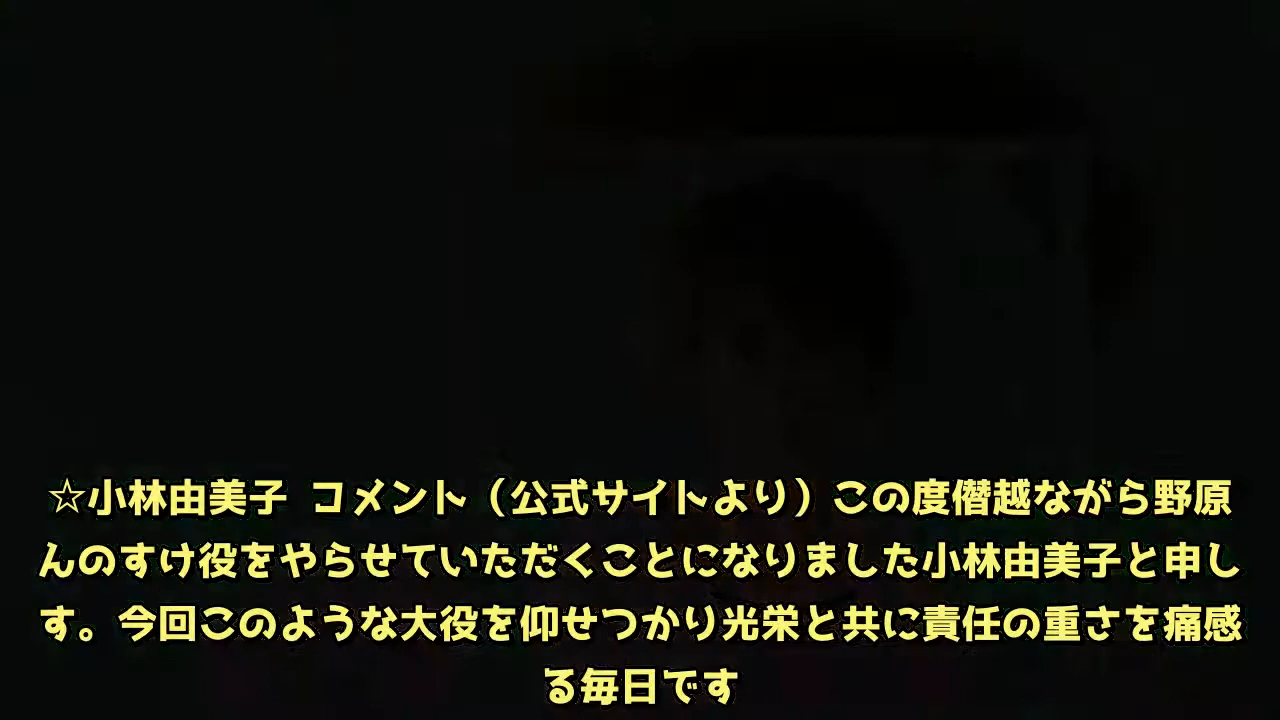 ☆小林由美子 コメント（公式サイトより）この度僭越ながら野原
んのすけ役をやらせていただくことになりました小林由美子と申し
す。今回このような大役を仰せつかり光栄と共に責任の重さを痛感
る毎日です